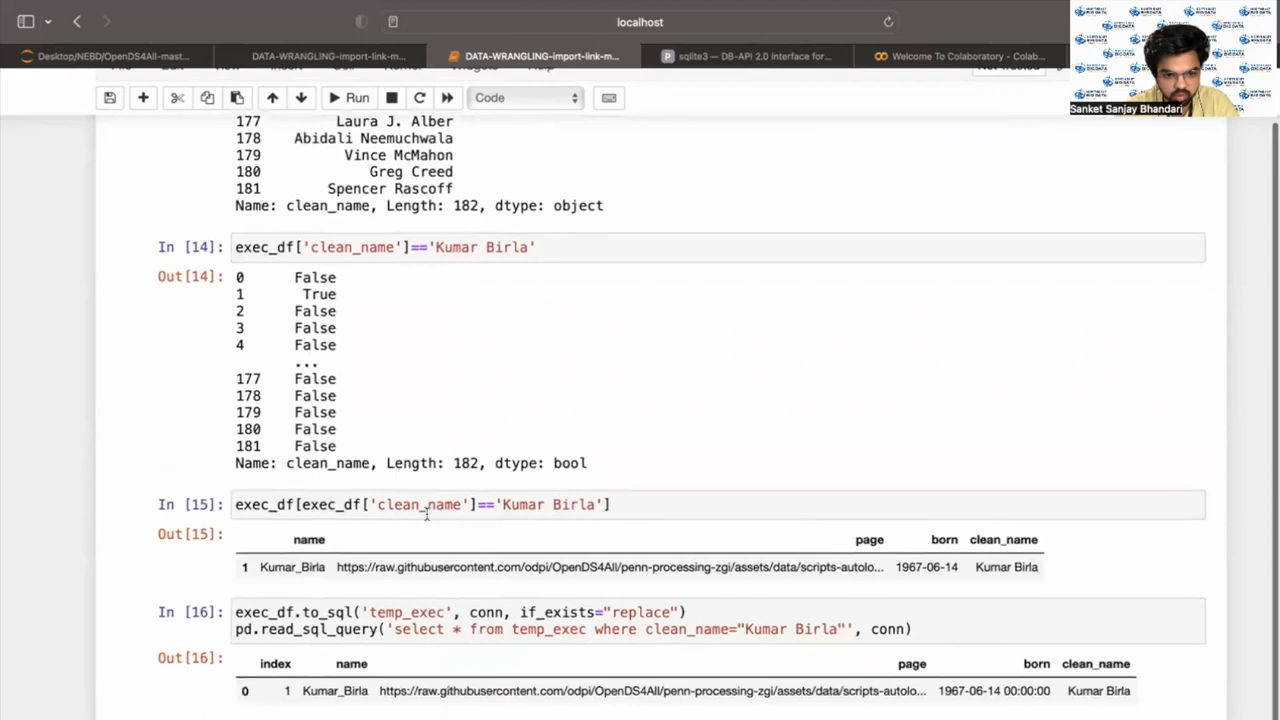 localhost
Desktop/NEBD/OpenDS4All-mast...
DATA-WRANGLING-import-link-m...
DATA-WRANGLING-import-link-m...
sqlite3 — DB-API 2.0 interface for...
Welcome To Colaboratory - Colab...
Sanket Sanjay Bhandari
Run
Code
177 Laura J. Alber
178 Abidali Neemuchwala
179 Vince McMahon
180 Greg Creed
181 Spencer Rascoff
Name: clean_name, Length: 182, dtype: object
In [14]: exec_df['clean_name']=='Kumar Birla'
Out[14]: 0 False
1 True
2 False
3 False
4 False
...
177 False
178 False
179 False
180 False
181 False
Name: clean_name, Length: 182, dtype: bool
In [15]: exec_df[exec_df['clean_name']=='Kumar Birla']
Out[15]:
name page born clean_name
1 Kumar_Birla https://raw.githubusercontent.com/odpi/OpenDS4All/penn-processing-zgi/assets/data/scripts-autolo... 1967-06-14 Kumar Birla
In [16]: exec_df.to_sql('temp_exec', conn, if_exists="replace")
pd.read_sql_query('select * from temp_exec where clean_name="Kumar Birla"', conn)
Out[16]:
index name page born clean_name
0 1 Kumar_Birla https://raw.githubusercontent.com/odpi/OpenDS4All/penn-processing-zgi/assets/data/scripts-autolo... 1967-06-14 00:00:00 Kumar Birla